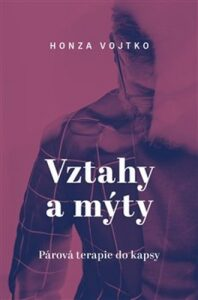 HONZA VOJTKO
Vztahy
a mýty
Párová terapie do kapsy